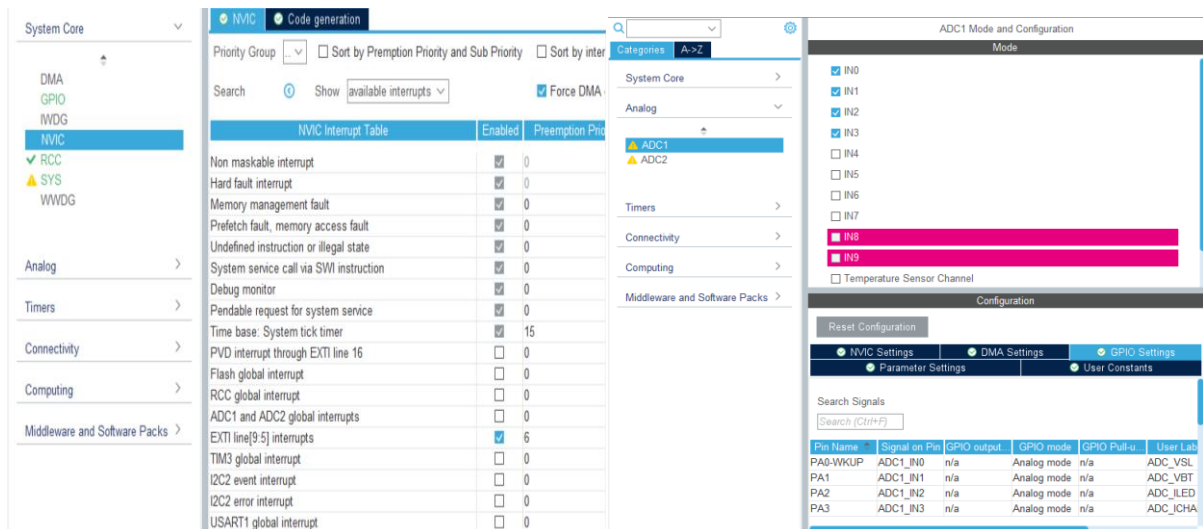 System Core
DMA
GPIO
IWDG
NVIC
RCC
SYS
WWDG
Analog
Timers
Connectivity
Computing
Middleware and Software Packs
NVIC
Code generation
Priority Group
Sort by Premption Priority and Sub Priority
Sort by inter
Search
Show
available interrupts
Force DMA
NVIC Interrupt Table Enabled Preemption Prio
Non maskable interrupt 0
Hard fault interrupt 0
Memory management fault 0
Prefetch fault, memory access fault 0
Undefined instruction or illegal state 0
System service call via SWI instruction 0
Debug monitor 0
Pendable request for system service 0
Time base: System tick timer 15
PVD interrupt through EXTI line 16 0
Flash global interrupt 0
RCC global interrupt 0
ADC1 and ADC2 global interrupts 0
EXTI line[9:5] interrupts 6
TIM3 global interrupt 0
I2C2 event interrupt 0
I2C2 error interrupt 0
USART1 global interrupt 0
Categories
A->Z
System Core
Analog
ADC1
ADC2
Timers
Connectivity
Computing
Middleware and Software Packs
ADC1 Mode and Configuration
Mode
IN0
IN1
IN2
IN3
IN4
IN5
IN6
IN7
IN8
IN9
Temperature Sensor Channel
Configuration
Reset Configuration
NVIC Settings
DMA Settings
GPIO Settings
Parameter Settings
User Constants
Search Signals
Search (Ctrl+F)
Pin Name Signal on Pin GPIO output... GPIO mode GPIO Pull-u... User Lab
PA0-WKUP ADC1_IN0 n/a Analog mode n/a ADC_VSL
PA1 ADC1_IN1 n/a Analog mode n/a ADC_VBT
PA2 ADC1_IN2 n/a Analog mode n/a ADC_ILED
PA3 ADC1_IN3 n/a Analog mode n/a ADC_ICHA